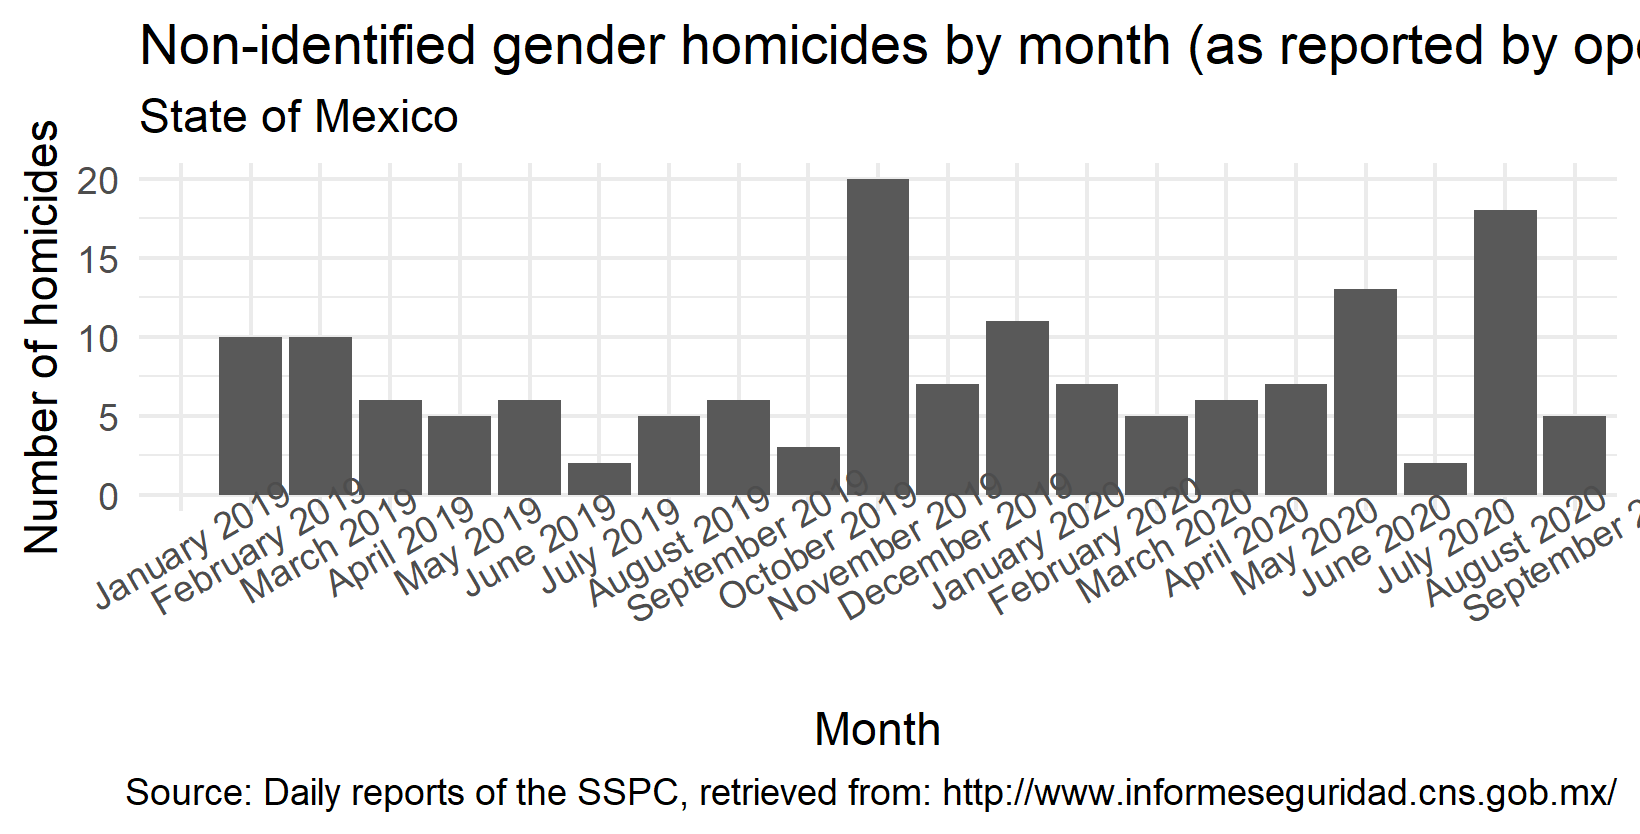 Non-identified gender homicides by month (as reported by ope
State of Mexico
Number of homicides
20
15
10
5
0
January 2019
February 2019
March 2019
April 2019
May 2019
June 2019
July 2019
August 2019
September 2019
October 2019
November 2019
December 2019
January 2020
February 2020
March 2020
April 2020
May 2020
June 2020
July 2020
August 2020
September 2
Month
Source: Daily reports of the SSPC, retrieved from: http://www.informeseguridad.cns.gob.mx/